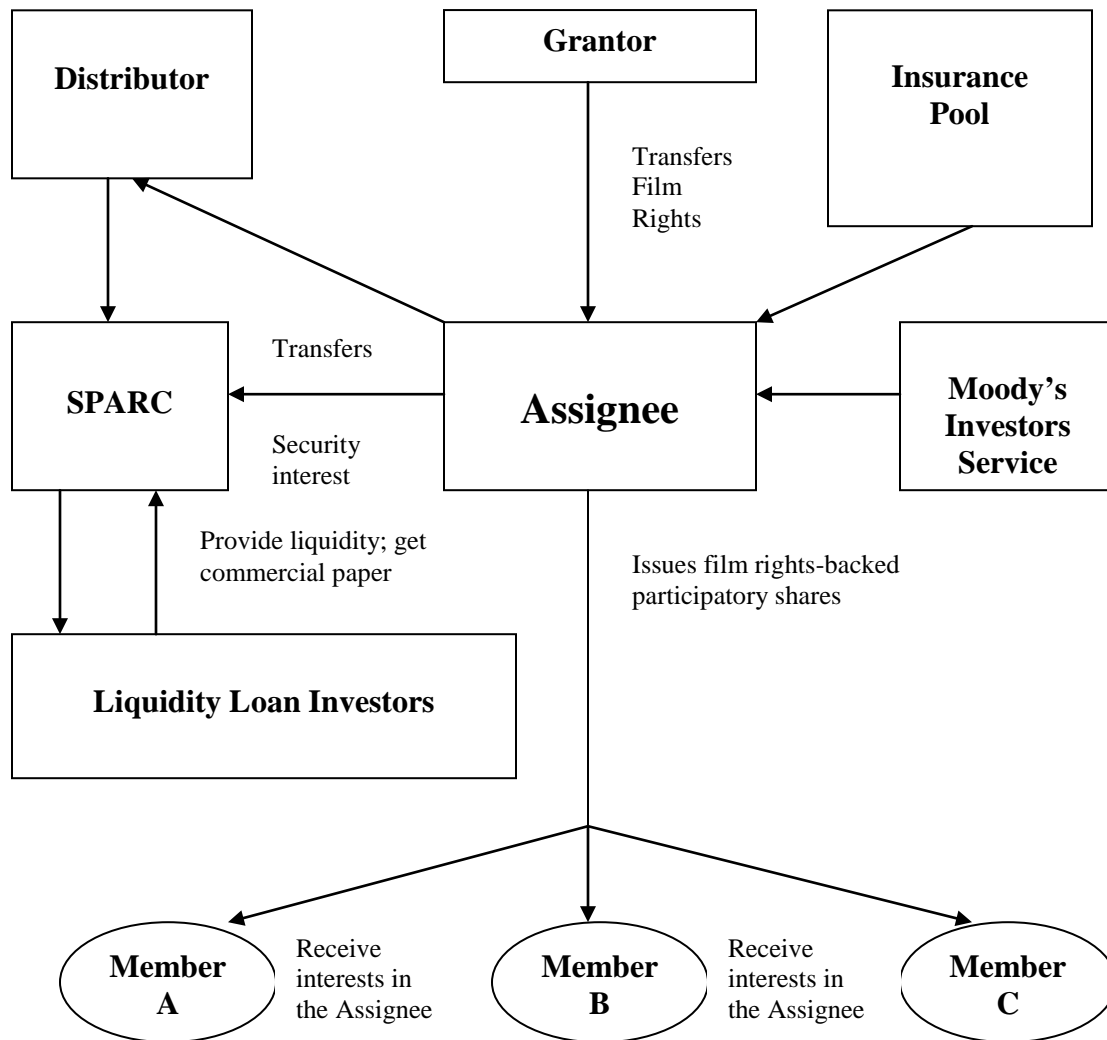 Distributor
Grantor
Insurance
Pool
Transfers
Film
Rights
SPARC
Transfers
Security
interest
Assignee
Moody’s
Investors
Service
Provide liquidity; get
commercial paper
Issues film rights-backed
participatory shares
Liquidity Loan Investors
Member
A
Receive
interests in
the Assignee
Member
B
Receive
interests in
the Assignee
Member
C